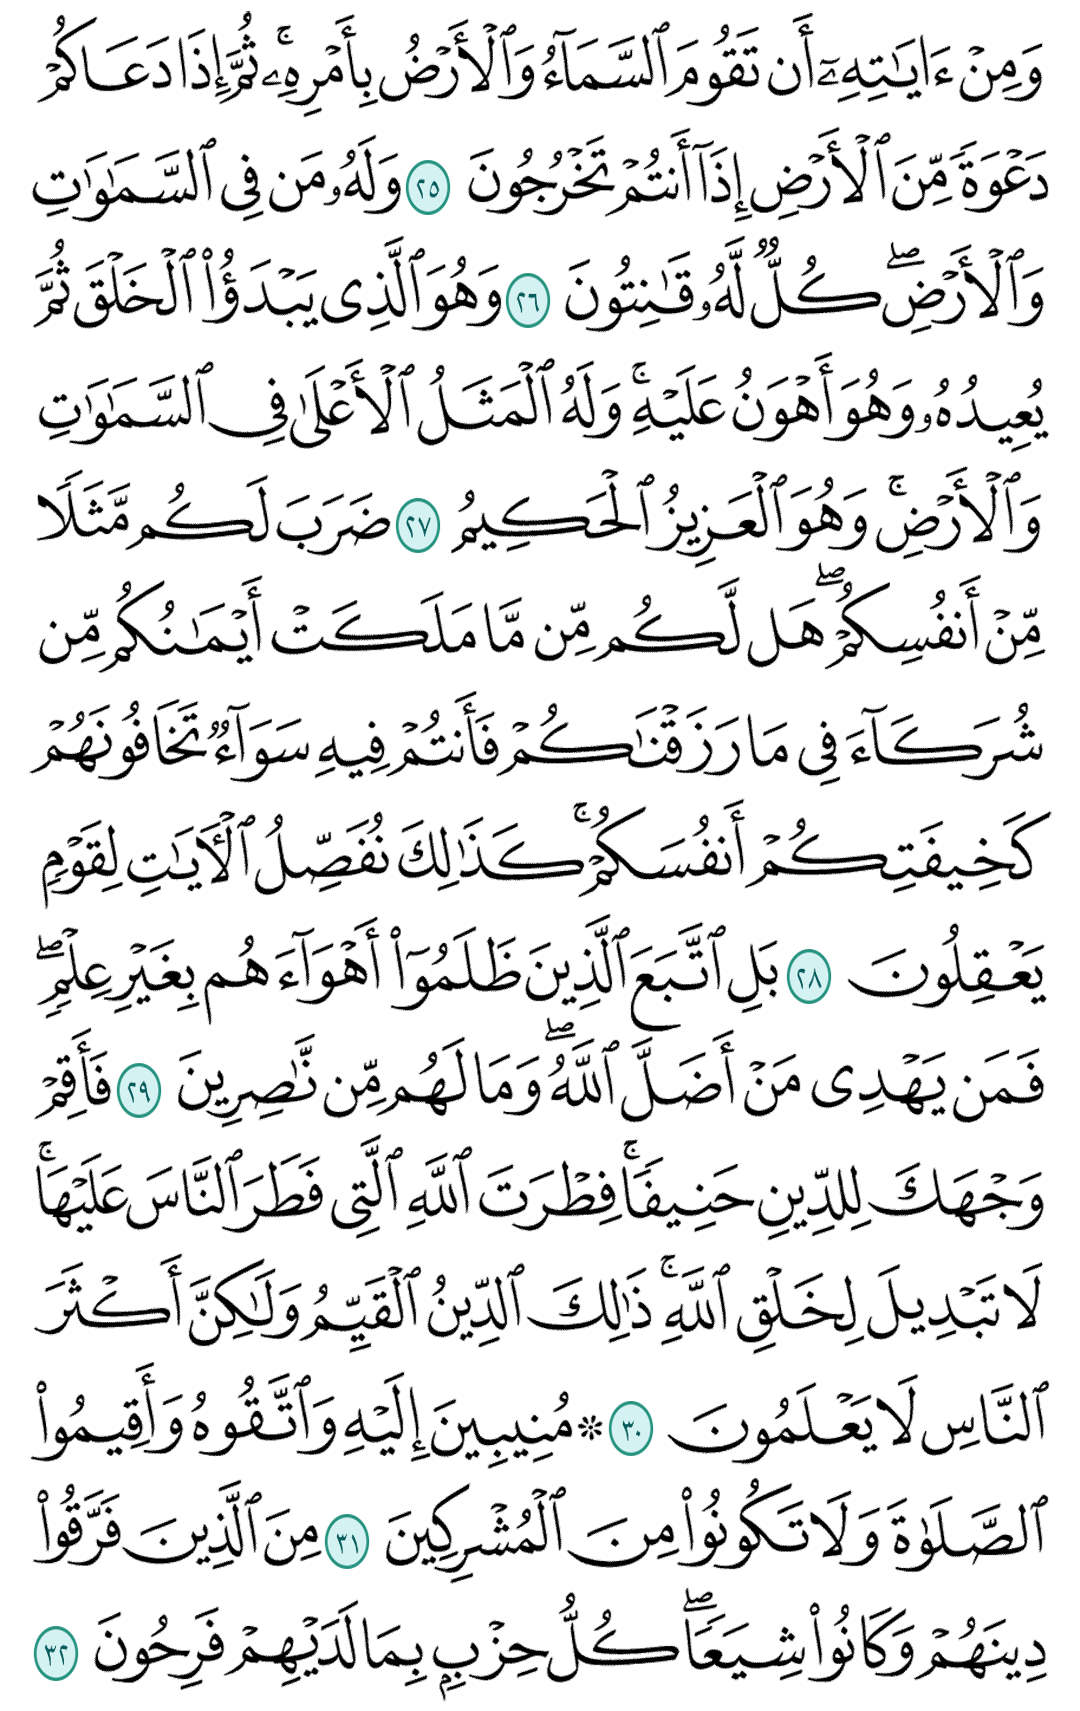 وَمِنْ ءَايَٰتِهِۦٓ أَن تَقُومَ ٱلسَّمَآءُ وَٱلْأَرْضُ بِأَمْرِهِۦۚ ثُمَّ إِذَا دَعَاكُمْ
دَعْوَةً مِّنَ ٱلْأَرْضِ إِذَآ أَنتُمْ تَخْرُجُونَ ٢٥ وَلَهُۥ مَن فِى ٱلسَّمَٰوَٰتِ
وَٱلْأَرْضِۖ كُلٌّ لَّهُۥ قَٰنِتُونَ ٢٦ وَهُوَ ٱلَّذِى يَبْدَؤُا۟ ٱلْخَلْقَ ثُمَّ
يُعِيدُهُۥ وَهُوَ أَهْوَنُ عَلَيْهِۚ وَلَهُ ٱلْمَثَلُ ٱلْأَعْلَىٰ فِى ٱلسَّمَٰوَٰتِ
وَٱلْأَرْضِۚ وَهُوَ ٱلْعَزِيزُ ٱلْحَكِيمُ ٢٧ ضَرَبَ لَكُم مَّثَلًا
مِّنْ أَنفُسِكُمْۖ هَل لَّكُم مِّن مَّا مَلَكَتْ أَيْمَٰنُكُم مِّن
شُرَكَآءَ فِى مَا رَزَقْنَٰكُمْ فَأَنتُمْ فِيهِ سَوَآءٌ تَخَافُونَهُمْ
كَخِيفَتِكُمْ أَنفُسَكُمْۚ كَذَٰلِكَ نُفَصِّلُ ٱلْءَايَٰتِ لِقَوْمٍ
يَعْقِلُونَ ٢٨ بَلِ ٱتَّبَعَ ٱلَّذِينَ ظَلَمُوٓا۟ أَهْوَآءَهُم بِغَيْرِ عِلْمٍۖ
فَمَن يَهْدِى مَنْ أَضَلَّ ٱللَّهُۖ وَمَا لَهُم مِّن نَّٰصِرِينَ ٢٩ فَأَقِمْ
وَجْهَكَ لِلدِّينِ حَنِيفًاۚ فِطْرَتَ ٱللَّهِ ٱلَّتِى فَطَرَ ٱلنَّاسَ عَلَيْهَاۚ
لَا تَبْدِيلَ لِخَلْقِ ٱللَّهِۚ ذَٰلِكَ ٱلدِّينُ ٱلْقَيِّمُ وَلَٰكِنَّ أَكْثَرَ
ٱلنَّاسِ لَا يَعْلَمُونَ ٣٠ ۞ مُنِيبِينَ إِلَيْهِ وَٱتَّقُوهُ وَأَقِيمُوا۟
ٱلصَّلَوٰةَ وَلَا تَكُونُوا۟ مِنَ ٱلْمُشْرِكِينَ ٣١ مِنَ ٱلَّذِينَ فَرَّقُوا۟
دِينَهُمْ وَكَانُوا۟ شِيَعًاۖ كُلُّ حِزْبٍۭ بِمَا لَدَيْهِمْ فَرِحُونَ ٣٢